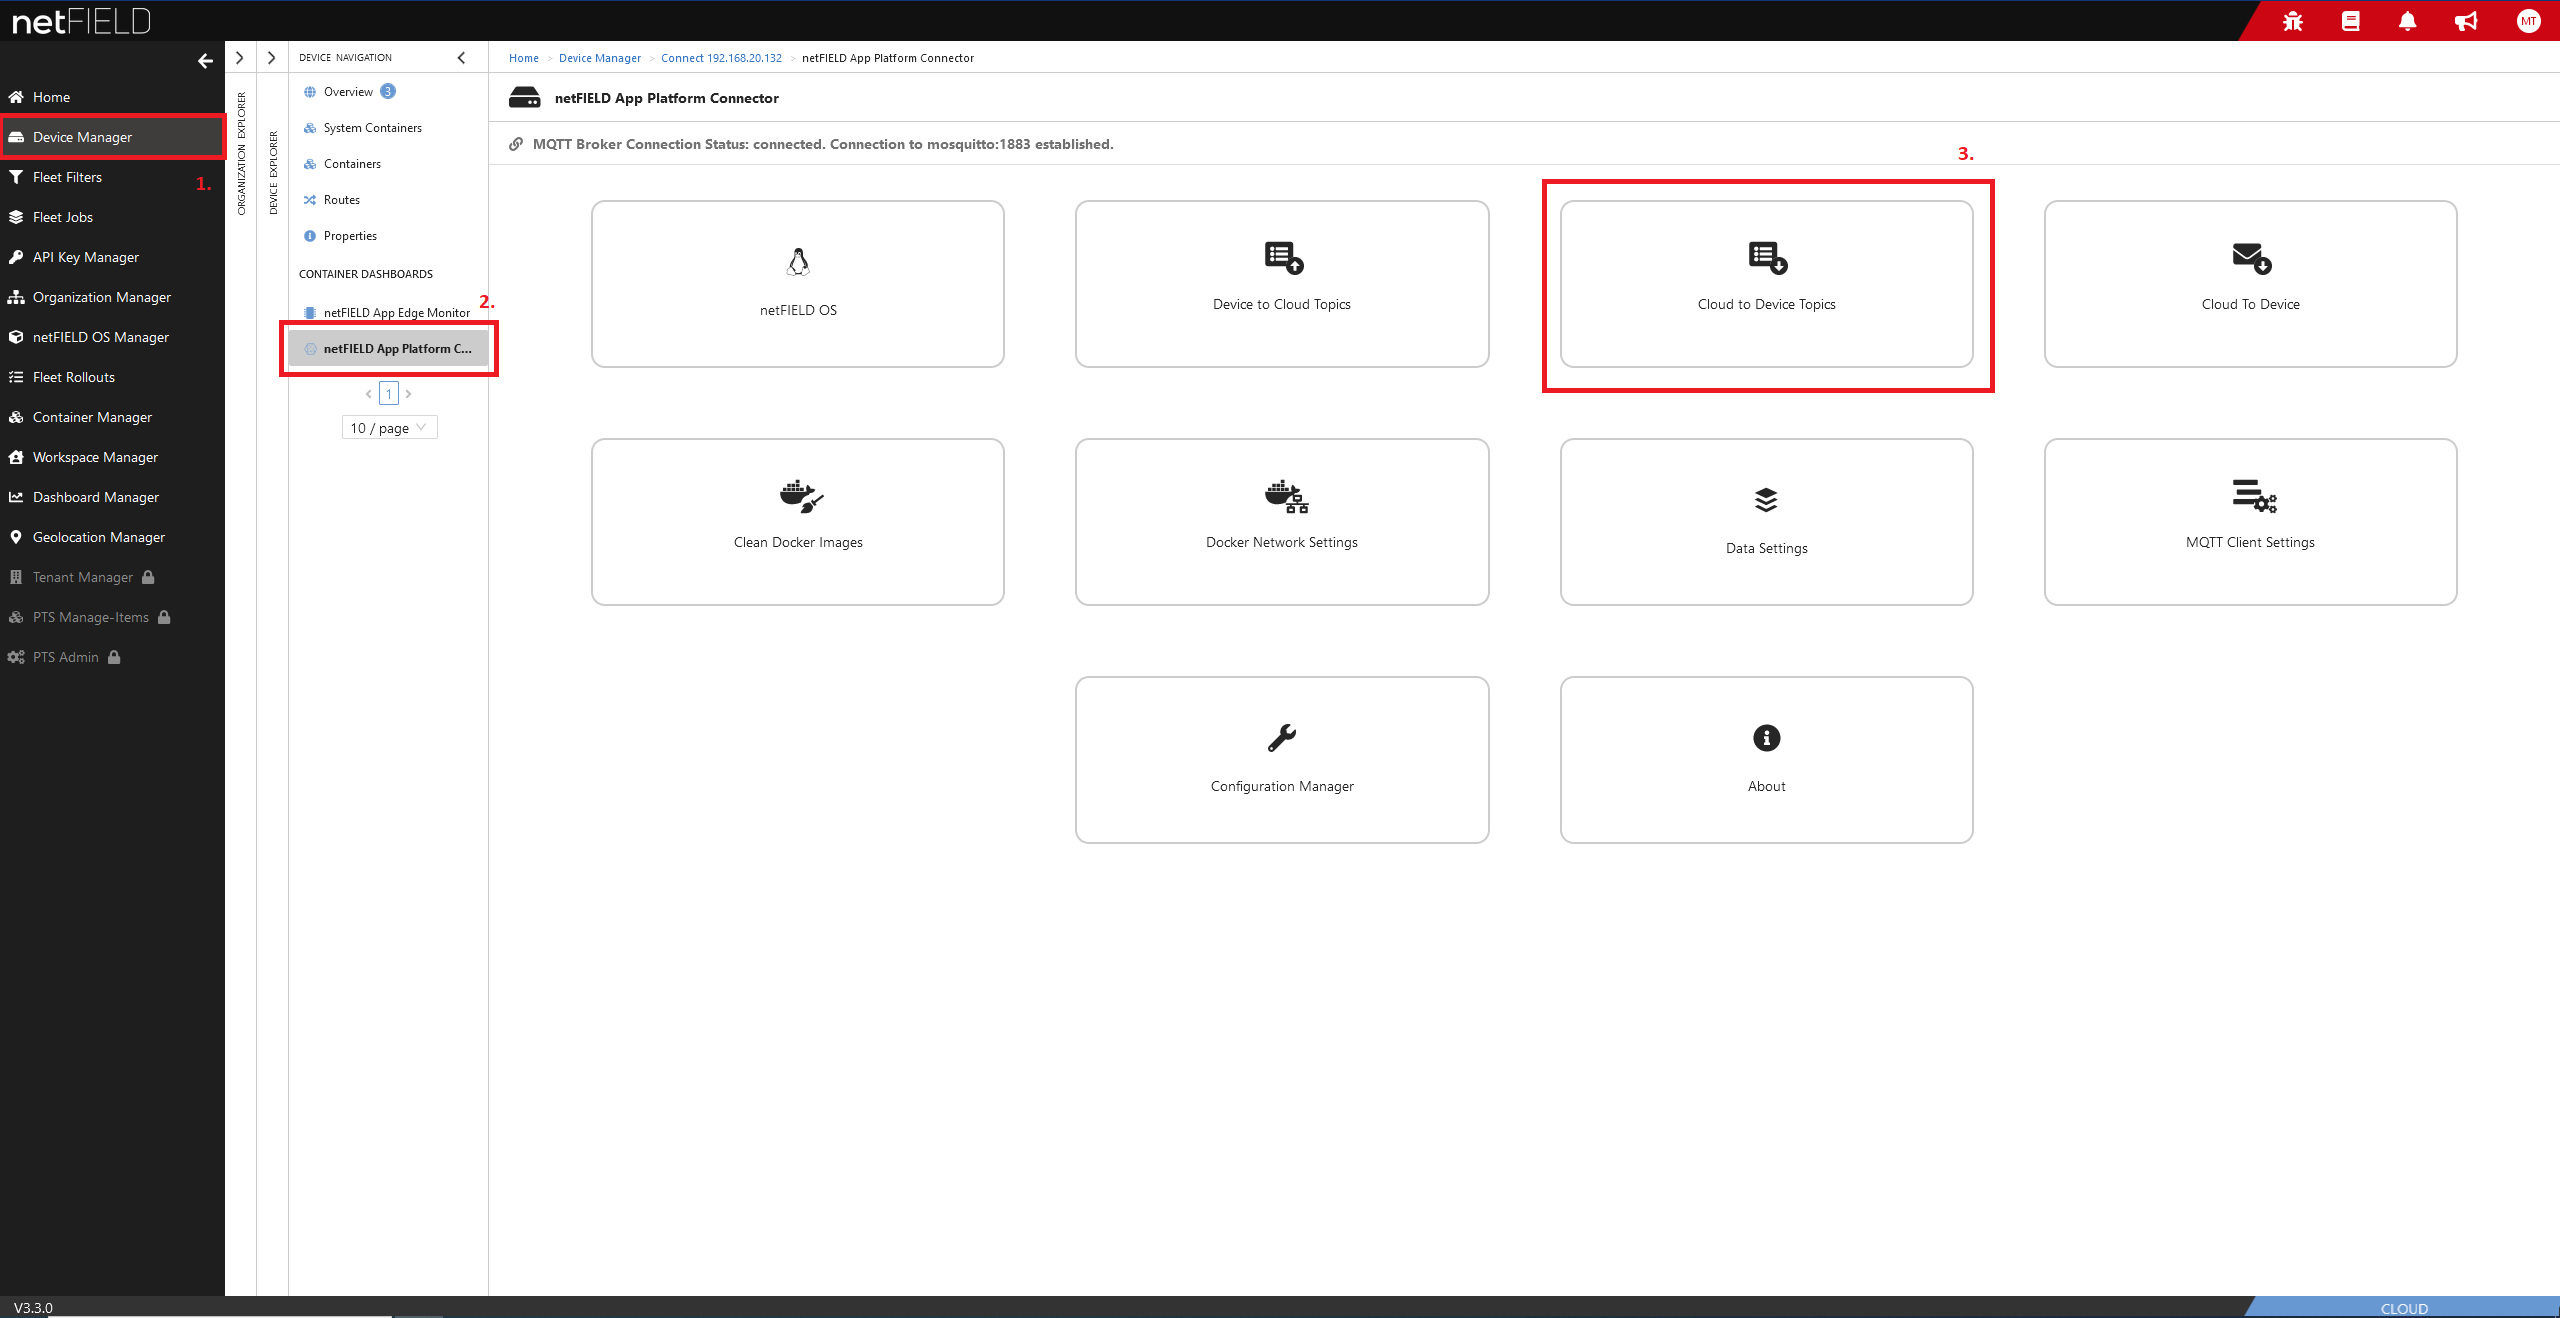 netFIELD
MT
Home
Device Manager
1.
Fleet Filters
Fleet Jobs
API Key Manager
Organization Manager
netFIELD OS Manager
Fleet Rollouts
Container Manager
Workspace Manager
Dashboard Manager
Geolocation Manager
Tenant Manager
PTS Manage-Items
PTS Admin
ORGANIZATION EXPLORER
DEVICE EXPLORER
DEVICE NAVIGATION
Overview 3
System Containers
Containers
Routes
Properties
CONTAINER DASHBOARDS
2.
netFIELD App Edge Monitor
netFIELD App Platform C...
< 1 >
10 / page
Home > Device Manager > Connect 192.168.20.132 > netFIELD App Platform Connector
netFIELD App Platform Connector
MQTT Broker Connection Status: connected. Connection to mosquitto:1883 established.
3.
netFIELD OS
Device to Cloud Topics
Cloud to Device Topics
Cloud To Device
Clean Docker Images
Docker Network Settings
Data Settings
MQTT Client Settings
Configuration Manager
About
V3.3.0
CLOUD